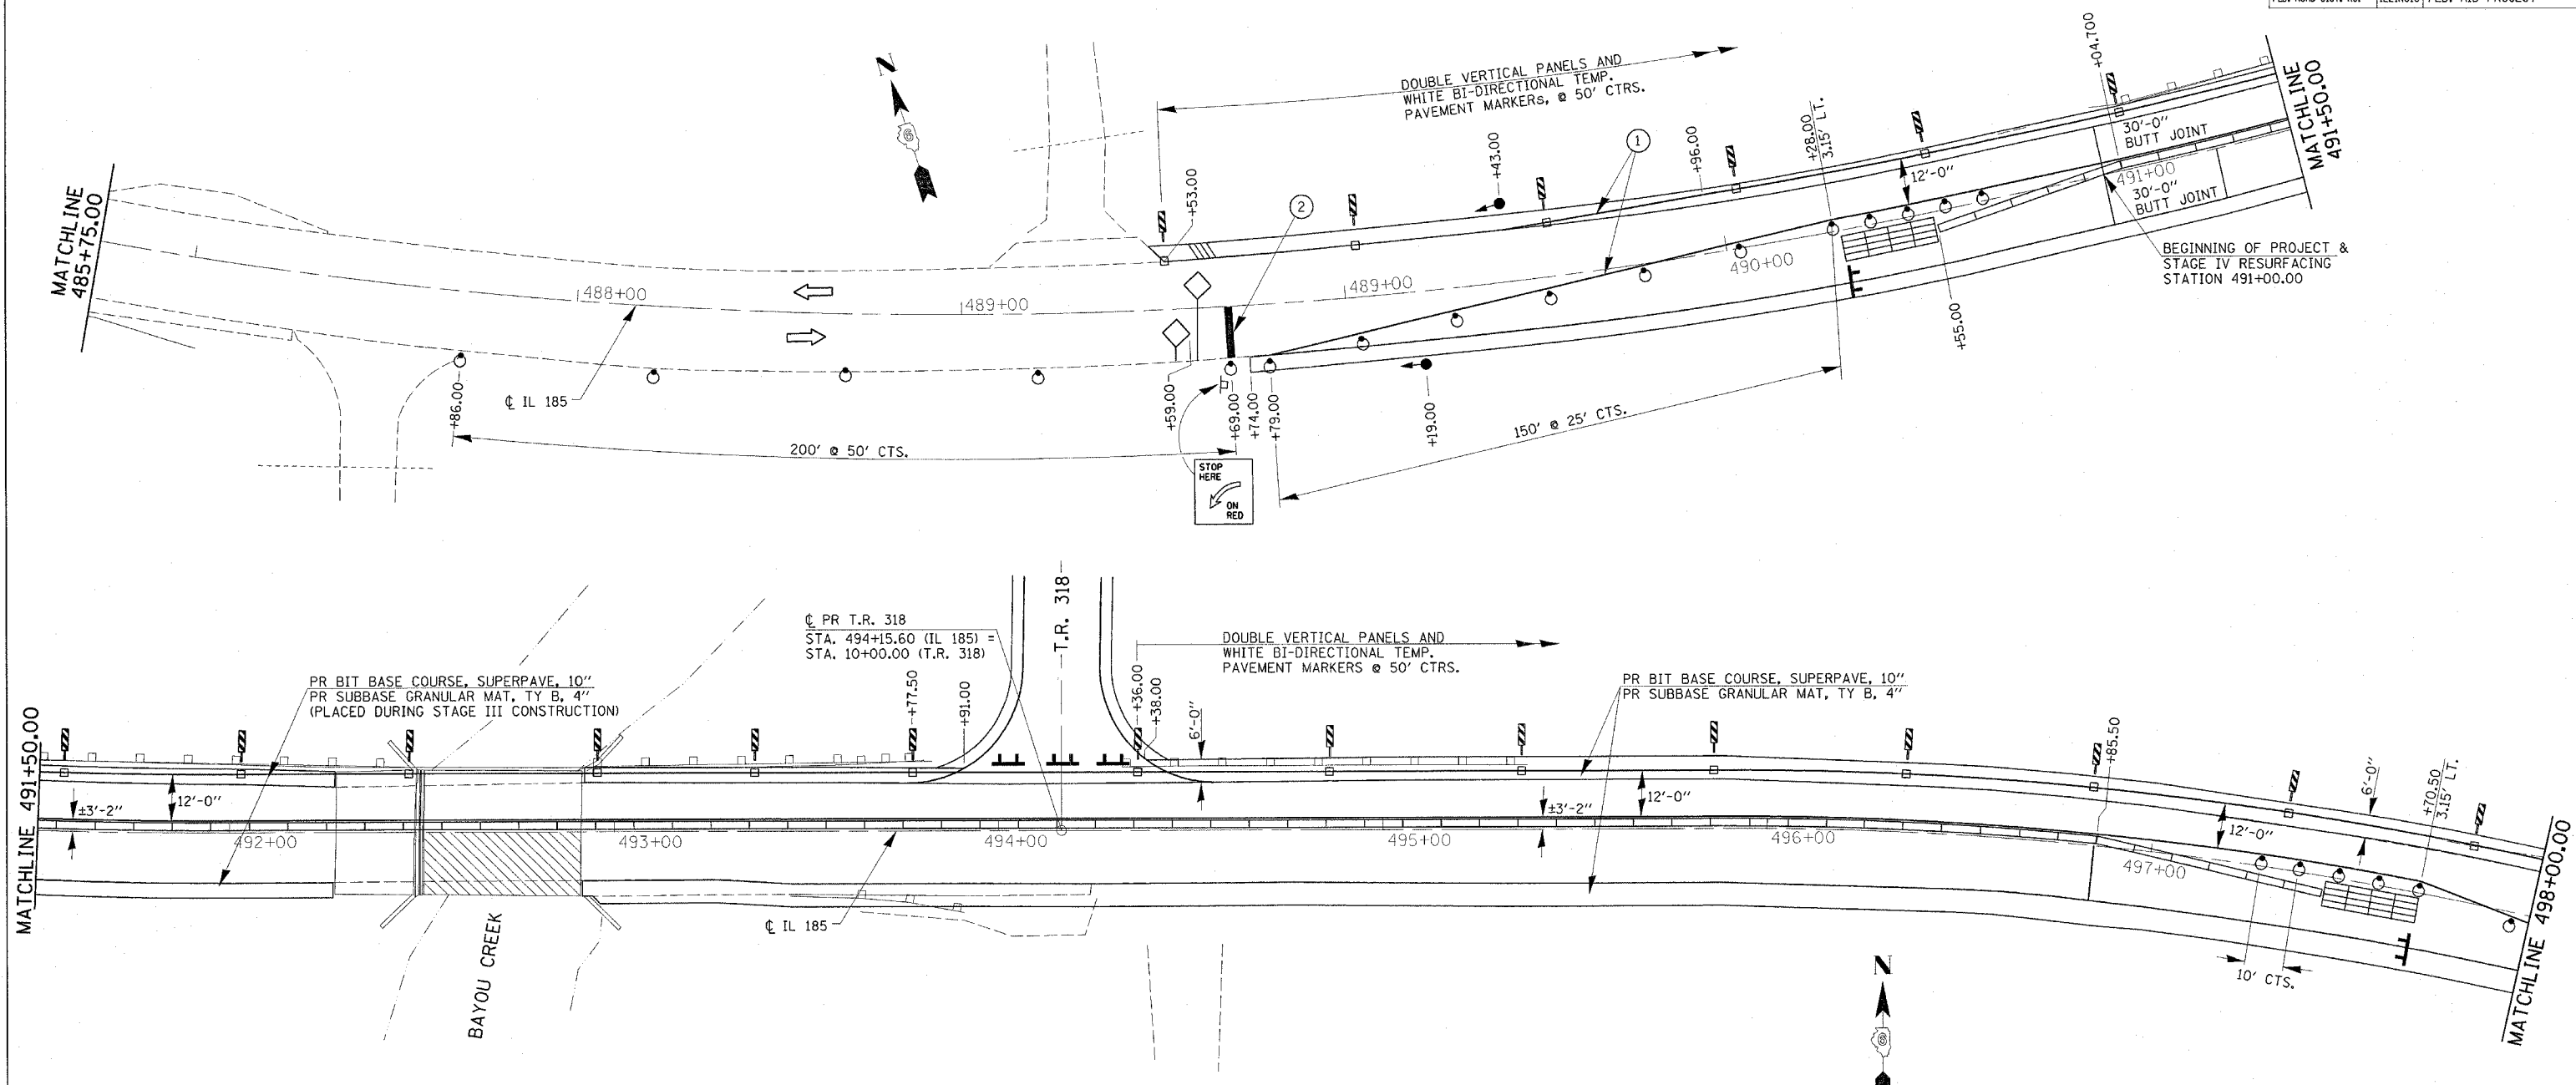 FED. ROAD DIST. NO. ILLINOIS FED. AID PROJECT
MATCHLINE
485+75.00
N
DOUBLE VERTICAL PANELS AND
WHITE BI-DIRECTIONAL TEMP.
PAVEMENT MARKERs, @ 50' CTRS.
+04.700
MATCHLINE
491+50.00
30'-0"
BUTT JOINT
491+00
30'-0"
BUTT JOINT
+28.00
3.15' LT.
12'-0"
1
+96.00
+43.00
2
+53.00
488+00
489+00
489+00
490+00
BEGINNING OF PROJECT &
STAGE IV RESURFACING
STATION 491+00.00
+55.00
℄ IL 185
+86.00
200' @ 50' CTS.
+59.00
+69.00
+74.00
+79.00
+19.00
150' @ 25' CTS.
STOP
HERE
ON
RED
MATCHLINE 491+50.00
PR BIT BASE COURSE, SUPERPAVE, 10"
PR SUBBASE GRANULAR MAT, TY B, 4"
(PLACED DURING STAGE III CONSTRUCTION)
℄ PR T.R. 318
STA. 494+15.60 (IL 185) =
STA. 10+00.00 (T.R. 318)
T.R. 318
DOUBLE VERTICAL PANELS AND
WHITE BI-DIRECTIONAL TEMP.
PAVEMENT MARKERS @ 50' CTRS.
PR BIT BASE COURSE, SUPERPAVE, 10"
PR SUBBASE GRANULAR MAT, TY B, 4"
+77.50
+91.00
+36.00
+38.00
6'-0"
+85.50
6'-0"
+70.50
3.15' LT.
±3'-2"
12'-0"
±3'-2"
12'-0"
12'-0"
492+00
493+00
494+00
495+00
496+00
497+00
℄ IL 185
BAYOU CREEK
10' CTS.
N
MATCHLINE 498+00.00